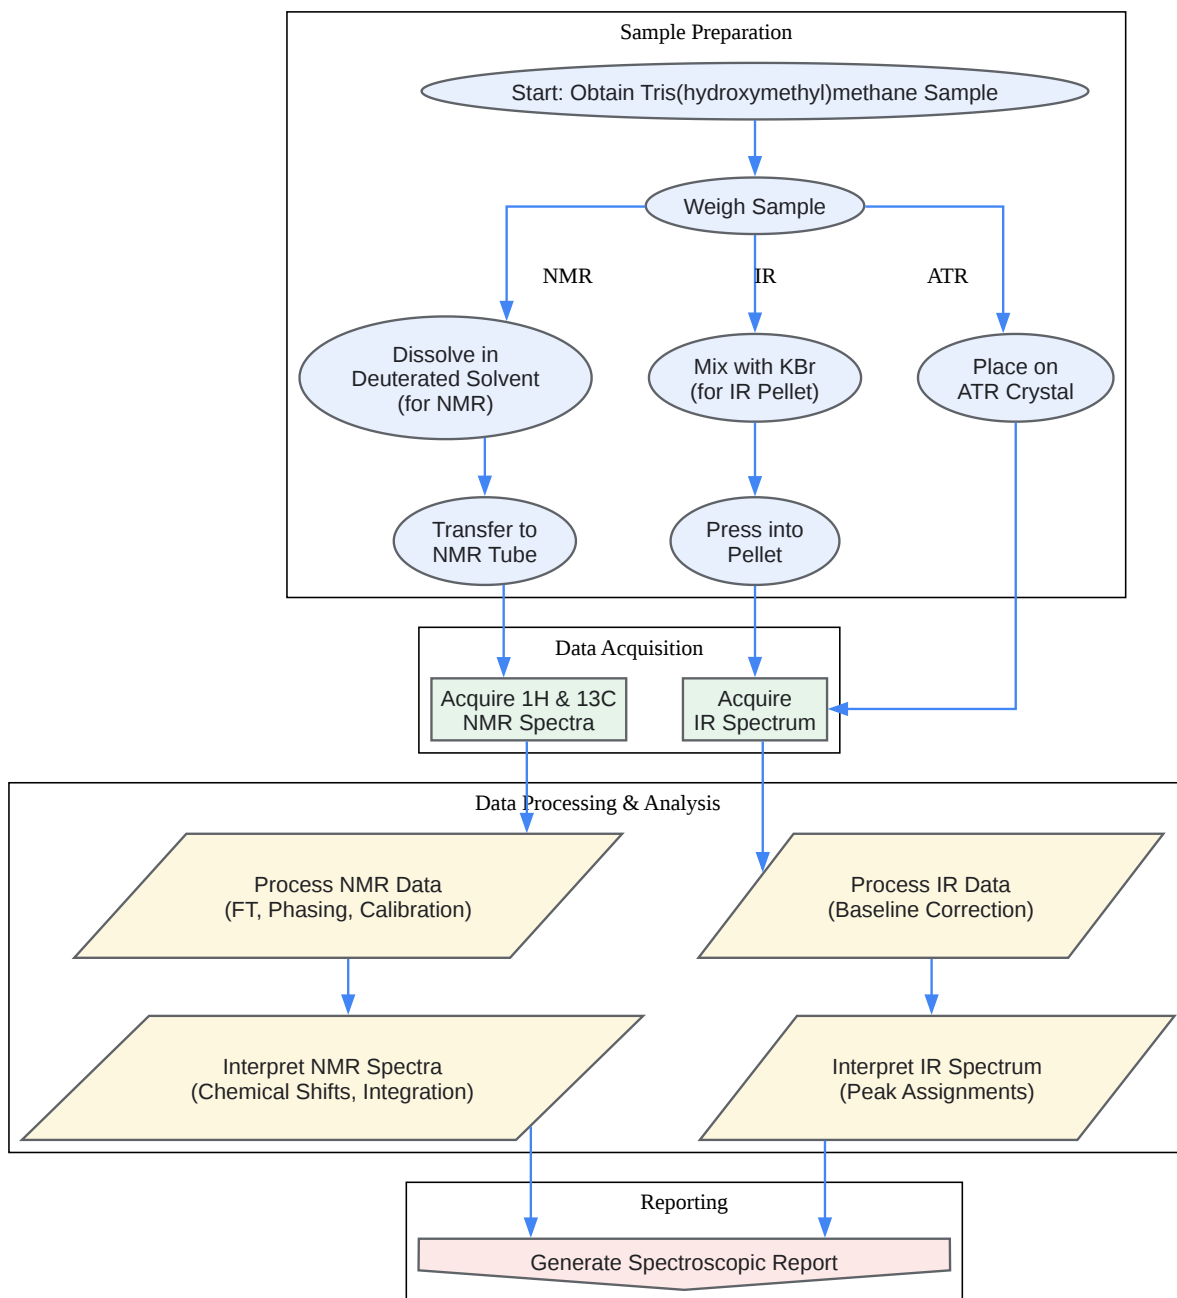 Sample Preparation
Start: Obtain Tris(hydroxymethyl)methane Sample
Weigh Sample
NMR
IR
ATR
Dissolve in
Deuterated Solvent
(for NMR)
Mix with KBr
(for IR Pellet)
Place on
ATR Crystal
Transfer to
NMR Tube
Press into
Pellet
Data Acquisition
Acquire 1H & 13C
NMR Spectra
Acquire
IR Spectrum
Data Processing & Analysis
Process NMR Data
(FT, Phasing, Calibration)
Process IR Data
(Baseline Correction)
Interpret NMR Spectra
(Chemical Shifts, Integration)
Interpret IR Spectrum
(Peak Assignments)
Reporting
Generate Spectroscopic Report